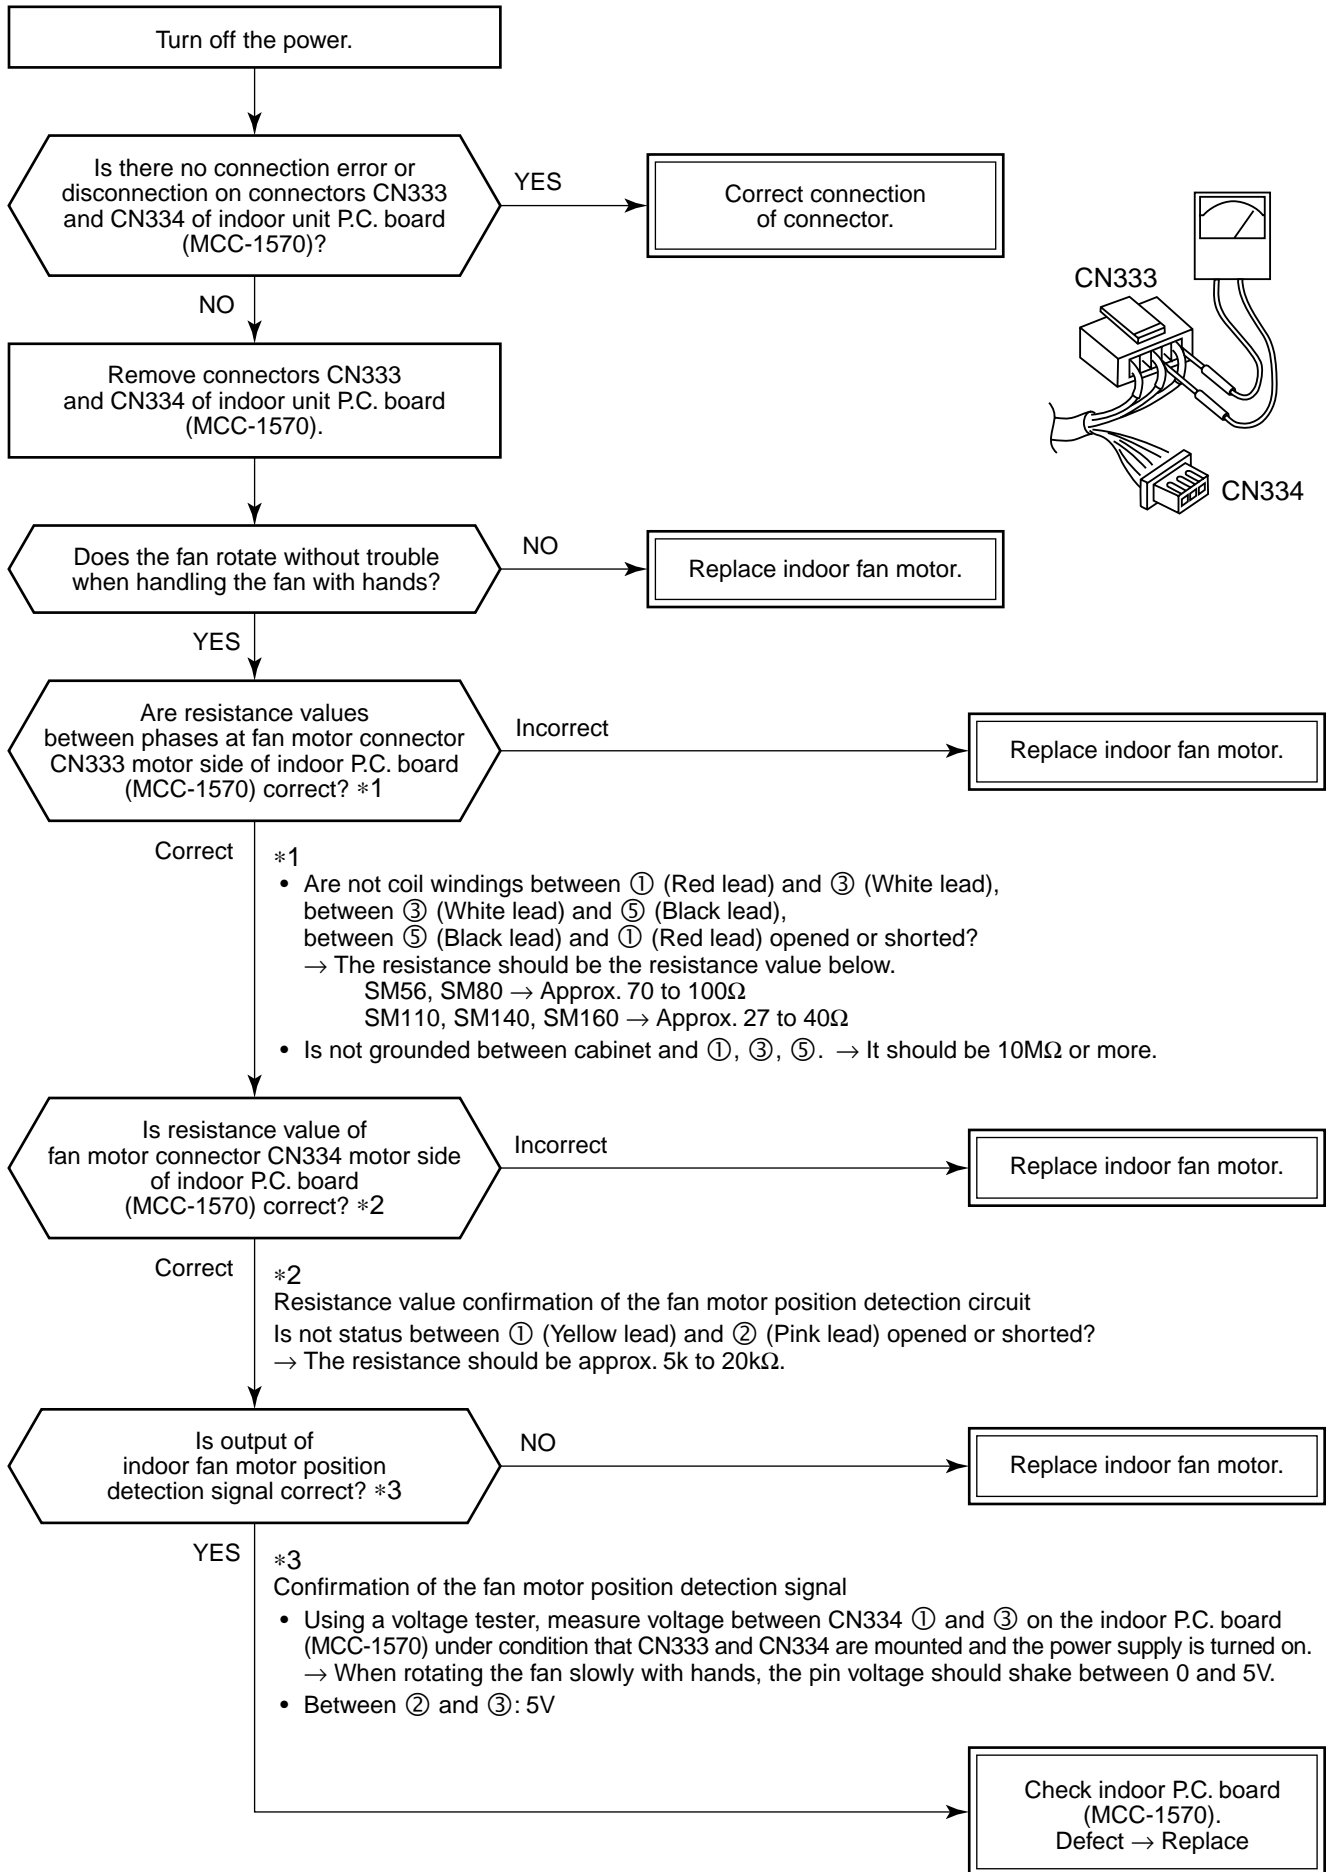 Turn off the power.
Is there no connection error or
disconnection on connectors CN333
and CN334 of indoor unit P.C. board
(MCC-1570)?
YES
Correct connection
of connector.
NO
CN333
CN334
Remove connectors CN333
and CN334 of indoor unit P.C. board
(MCC-1570).
Does the fan rotate without trouble
when handling the fan with hands?
NO
Replace indoor fan motor.
YES
Are resistance values
between phases at fan motor connector
CN333 motor side of indoor P.C. board
(MCC-1570) correct? *1
Incorrect
Replace indoor fan motor.
Correct
*1
• Are not coil windings between ① (Red lead) and ③ (White lead),
between ③ (White lead) and ⑤ (Black lead),
between ⑤ (Black lead) and ① (Red lead) opened or shorted?
→ The resistance should be the resistance value below.
SM56, SM80 → Approx. 70 to 100Ω
SM110, SM140, SM160 → Approx. 27 to 40Ω
• Is not grounded between cabinet and ①, ③, ⑤. → It should be 10MΩ or more.
Is resistance value of
fan motor connector CN334 motor side
of indoor P.C. board
(MCC-1570) correct? *2
Incorrect
Replace indoor fan motor.
Correct
*2
Resistance value confirmation of the fan motor position detection circuit
Is not status between ① (Yellow lead) and ② (Pink lead) opened or shorted?
→ The resistance should be approx. 5k to 20kΩ.
Is output of
indoor fan motor position
detection signal correct? *3
NO
Replace indoor fan motor.
YES
*3
Confirmation of the fan motor position detection signal
• Using a voltage tester, measure voltage between CN334 ① and ③ on the indoor P.C. board
(MCC-1570) under condition that CN333 and CN334 are mounted and the power supply is turned on.
→ When rotating the fan slowly with hands, the pin voltage should shake between 0 and 5V.
• Between ② and ③: 5V
Check indoor P.C. board
(MCC-1570).
Defect → Replace